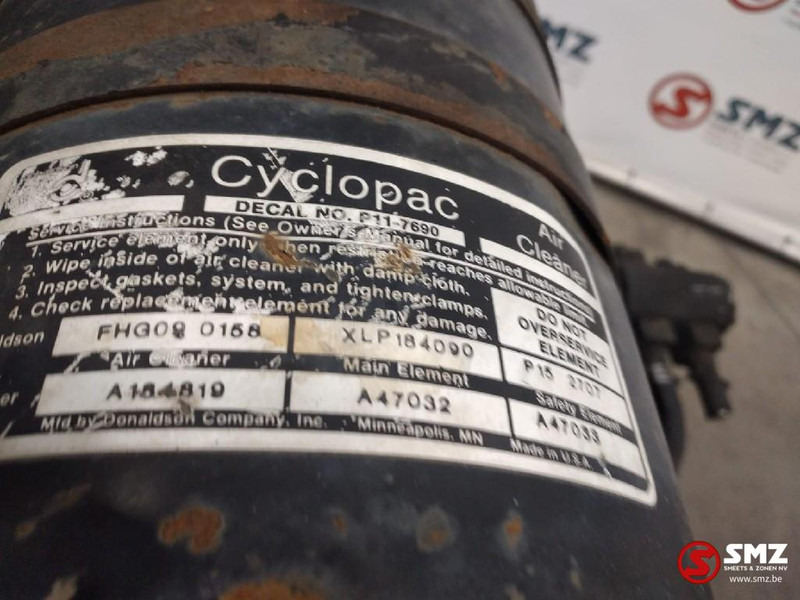 SMZ
SMZ
Cyclopac
Air
Cleaner
DECAL NO. P11-7690
Service Instructions (See Owner's Manual for detailed instructions)
1. Service element only when restriction reaches allowable limit.
2. Wipe inside of air cleaner with damp cloth.
3. Inspect gaskets, system, and tighten clamps.
4. Check replacement element for any damage.
DO NOT
OVERSERVICE
ELEMENT
FHG09 0158 XLP184090 P15 2707
Air Cleaner Main Element Safety Element
A184819 A47032 A47033
Mfd by Donaldson Company, Inc. Minneapolis, MN Made in U.S.A.
SMZ
SMEETS & ZONEN NV
www.smz.be